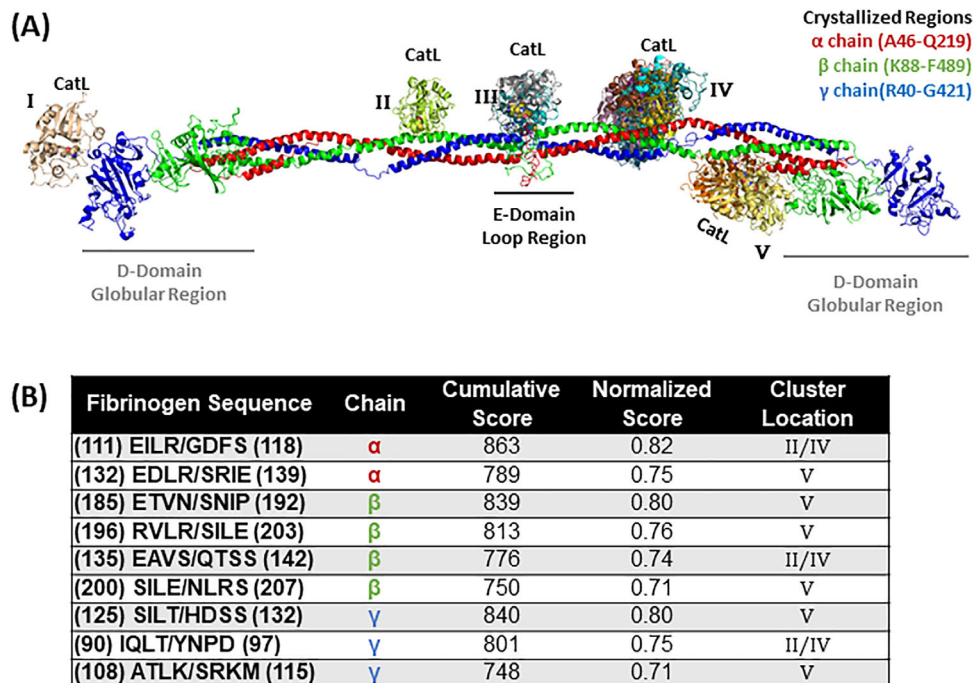 (A)
Crystallized Regions
α chain (A46-Q219)
β chain (K88-F489)
γ chain(R40-G421)
CatL
CatL
CatL
CatL
I
II
III
IV
E-Domain
Loop Region
CatL
V
D-Domain
Globular Region
D-Domain
Globular Region
(B)
Fibrinogen Sequence Chain Cumulative Score Normalized Score Cluster Location
(111) EILR/GDFS (118) α 863 0.82 II/IV
(132) EDLR/SRIE (139) α 789 0.75 V
(185) ETVN/SNIP (192) β 839 0.80 V
(196) RVLR/SILE (203) β 813 0.76 V
(135) EAVS/QTSS (142) β 776 0.74 II/IV
(200) SILE/NLRS (207) β 750 0.71 V
(125) SILT/HDSS (132) γ 840 0.80 V
(90) IQLT/YNPD (97) γ 801 0.75 II/IV
(108) ATLK/SRKM (115) γ 748 0.71 V